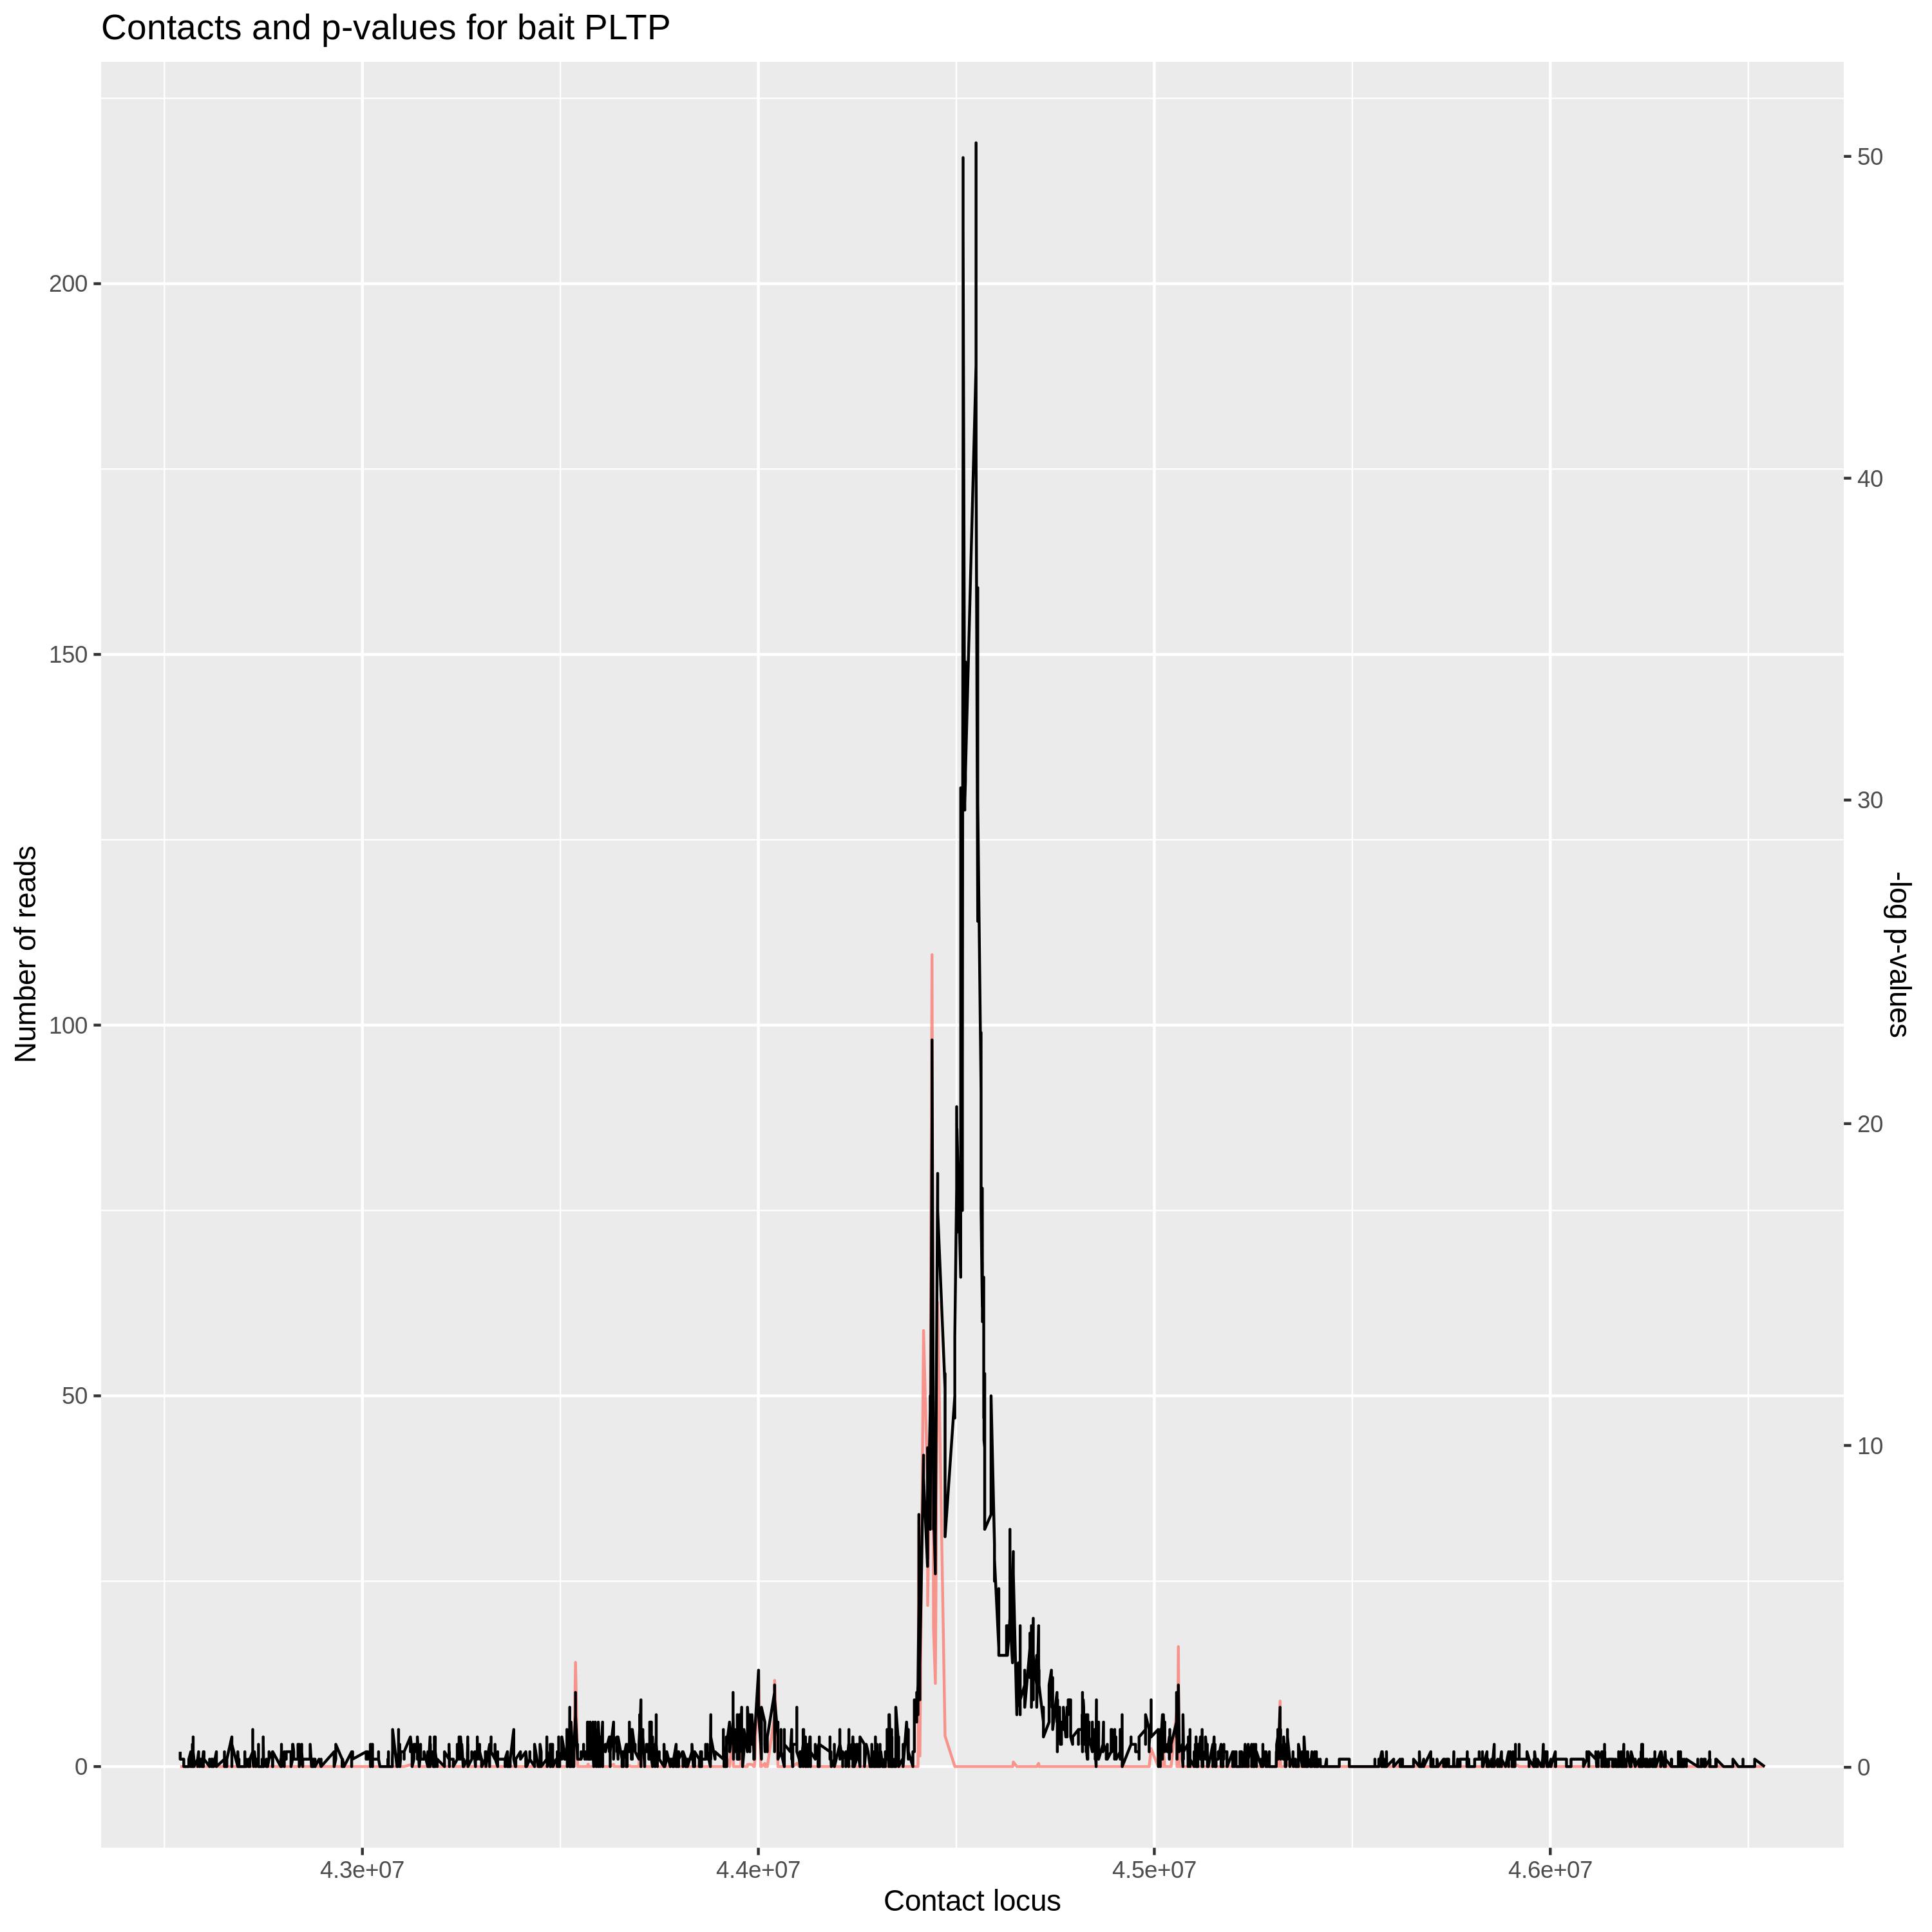 Contacts and p-values for bait PLTP
Number of reads
200
150
100
50
0
50
40
30
20
10
0
-log p-values
4.3e+07
4.4e+07
4.5e+07
4.6e+07
Contact locus